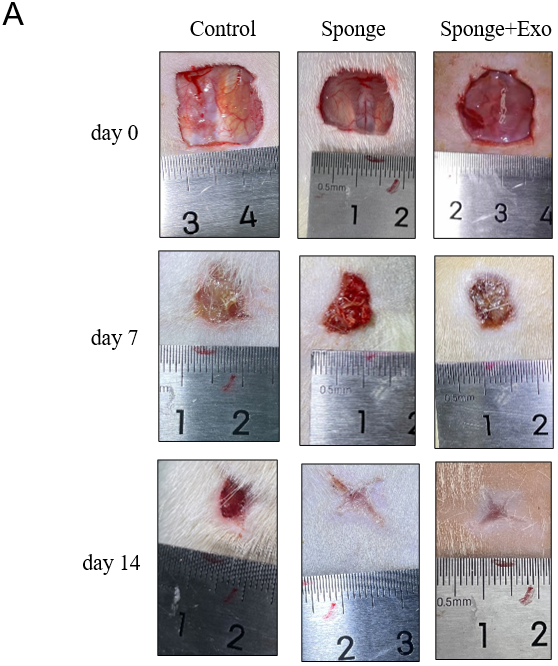 A
Control Sponge Sponge+Exo
day 0
3 4
0.5mm 1 2
2 3 4
day 7
1 2
0.5mm 1 2
0.5mm 1 2
day 14
1 2
2 3
0.5mm 1 2